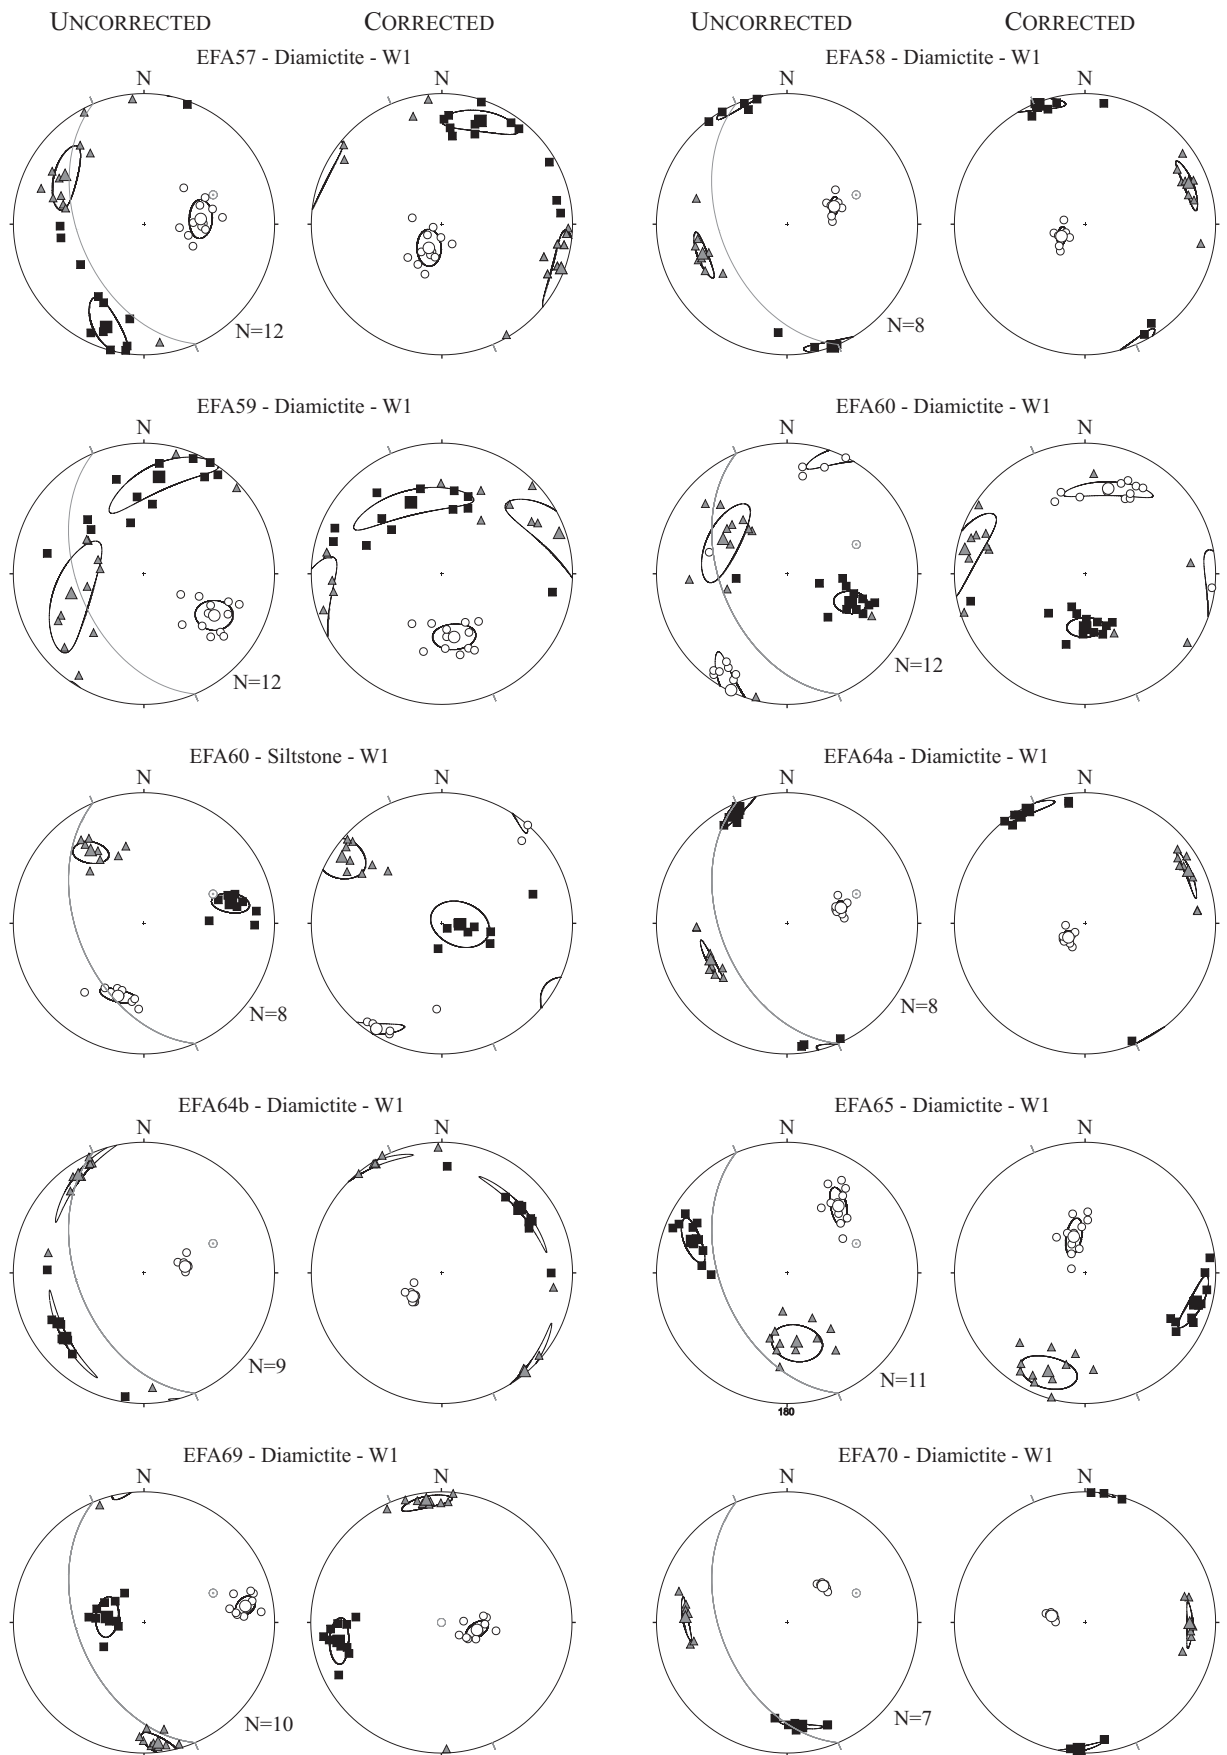 UNCORRECTED CORRECTED UNCORRECTED CORRECTED
EFA57 - Diamictite - W1 EFA58 - Diamictite - W1
N N N N
N=12 N=8
EFA59 - Diamictite - W1 EFA60 - Diamictite - W1
N N N N
N=12 N=12
EFA60 - Siltstone - W1 EFA64a - Diamictite - W1
N N N N
N=8 N=8
EFA64b - Diamictite - W1 EFA65 - Diamictite - W1
N N N N
N=9 N=11
180
EFA69 - Diamictite - W1 EFA70 - Diamictite - W1
N N N N
N=10 N=7